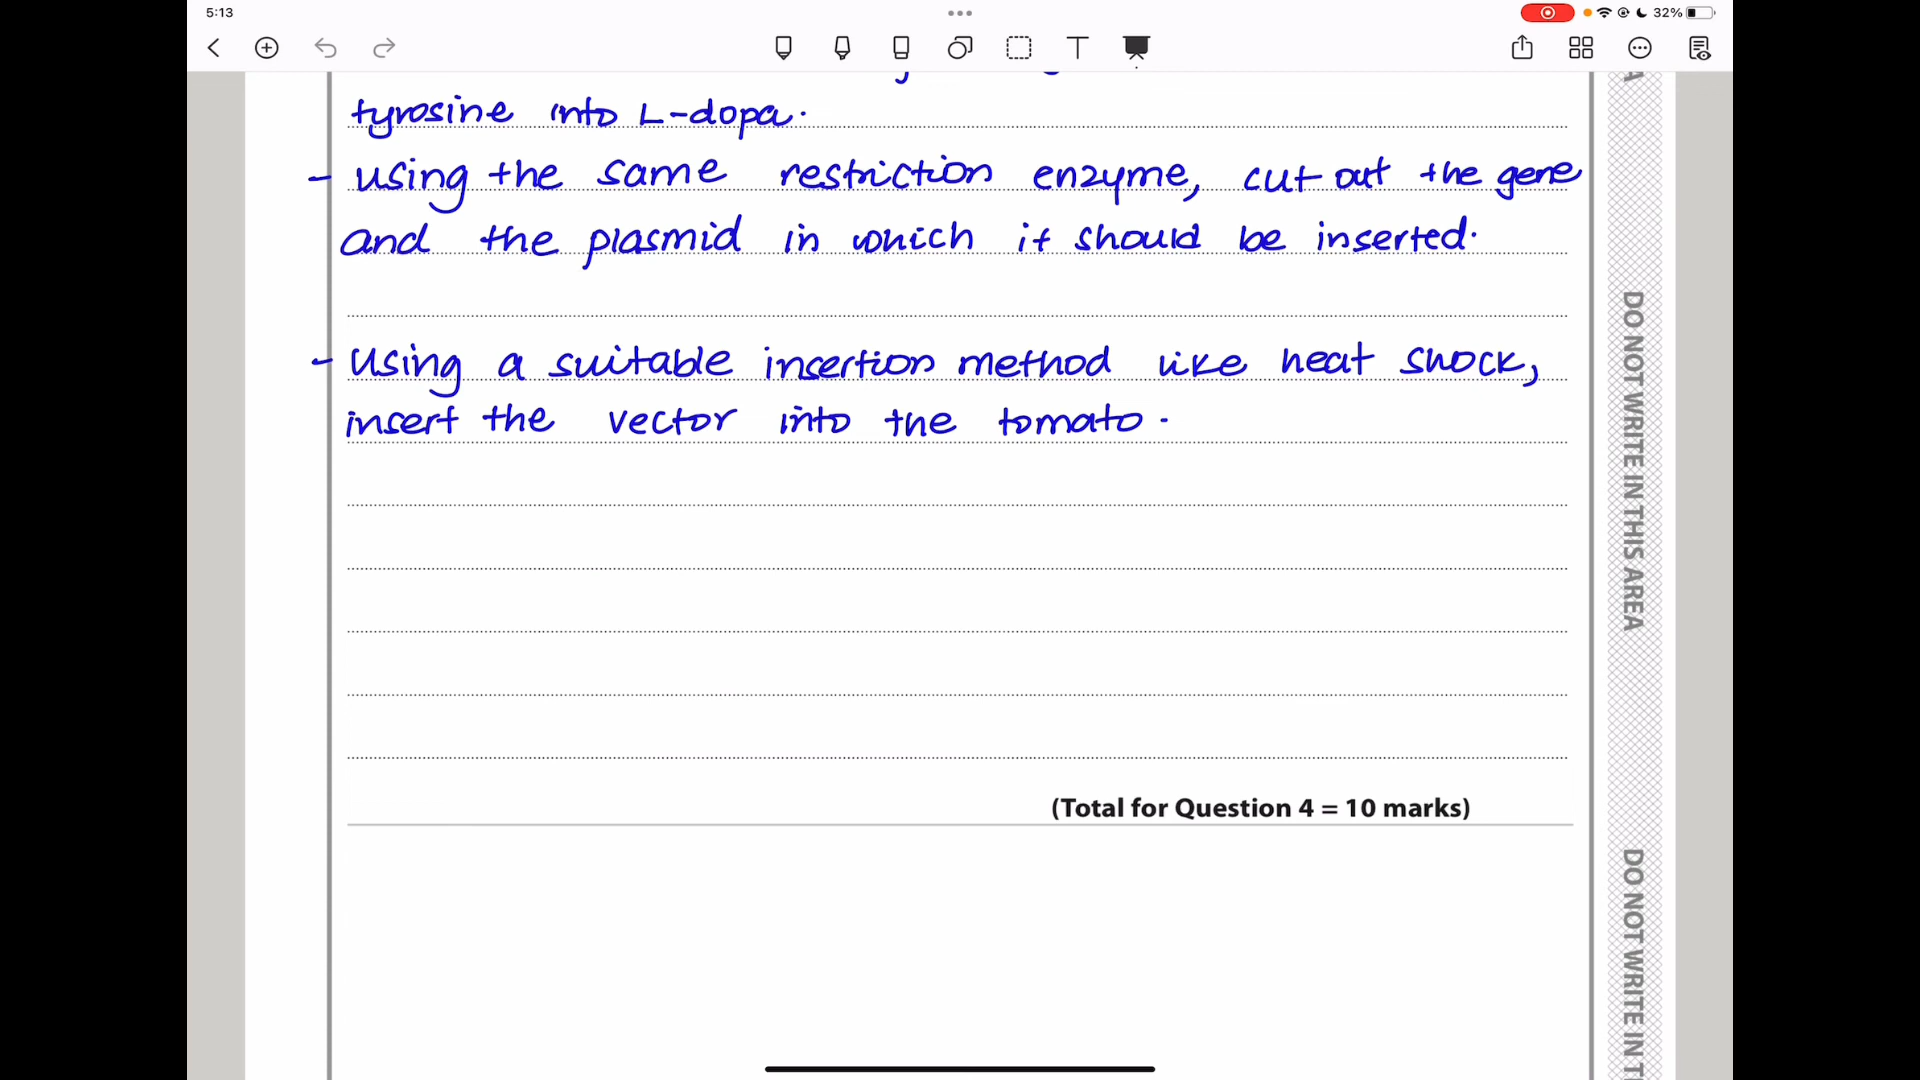 5:13
32%
tyrosine into L-dopa.
- Using the same restriction enzyme, cut out the gene
and the plasmid in which it should be inserted.
- Using a suitable insertion method like heat shock,
insert the vector into the tomato.
(Total for Question 4 = 10 marks)
A
DO NOT WRITE IN THIS AREA
DO NOT WRITE IN T